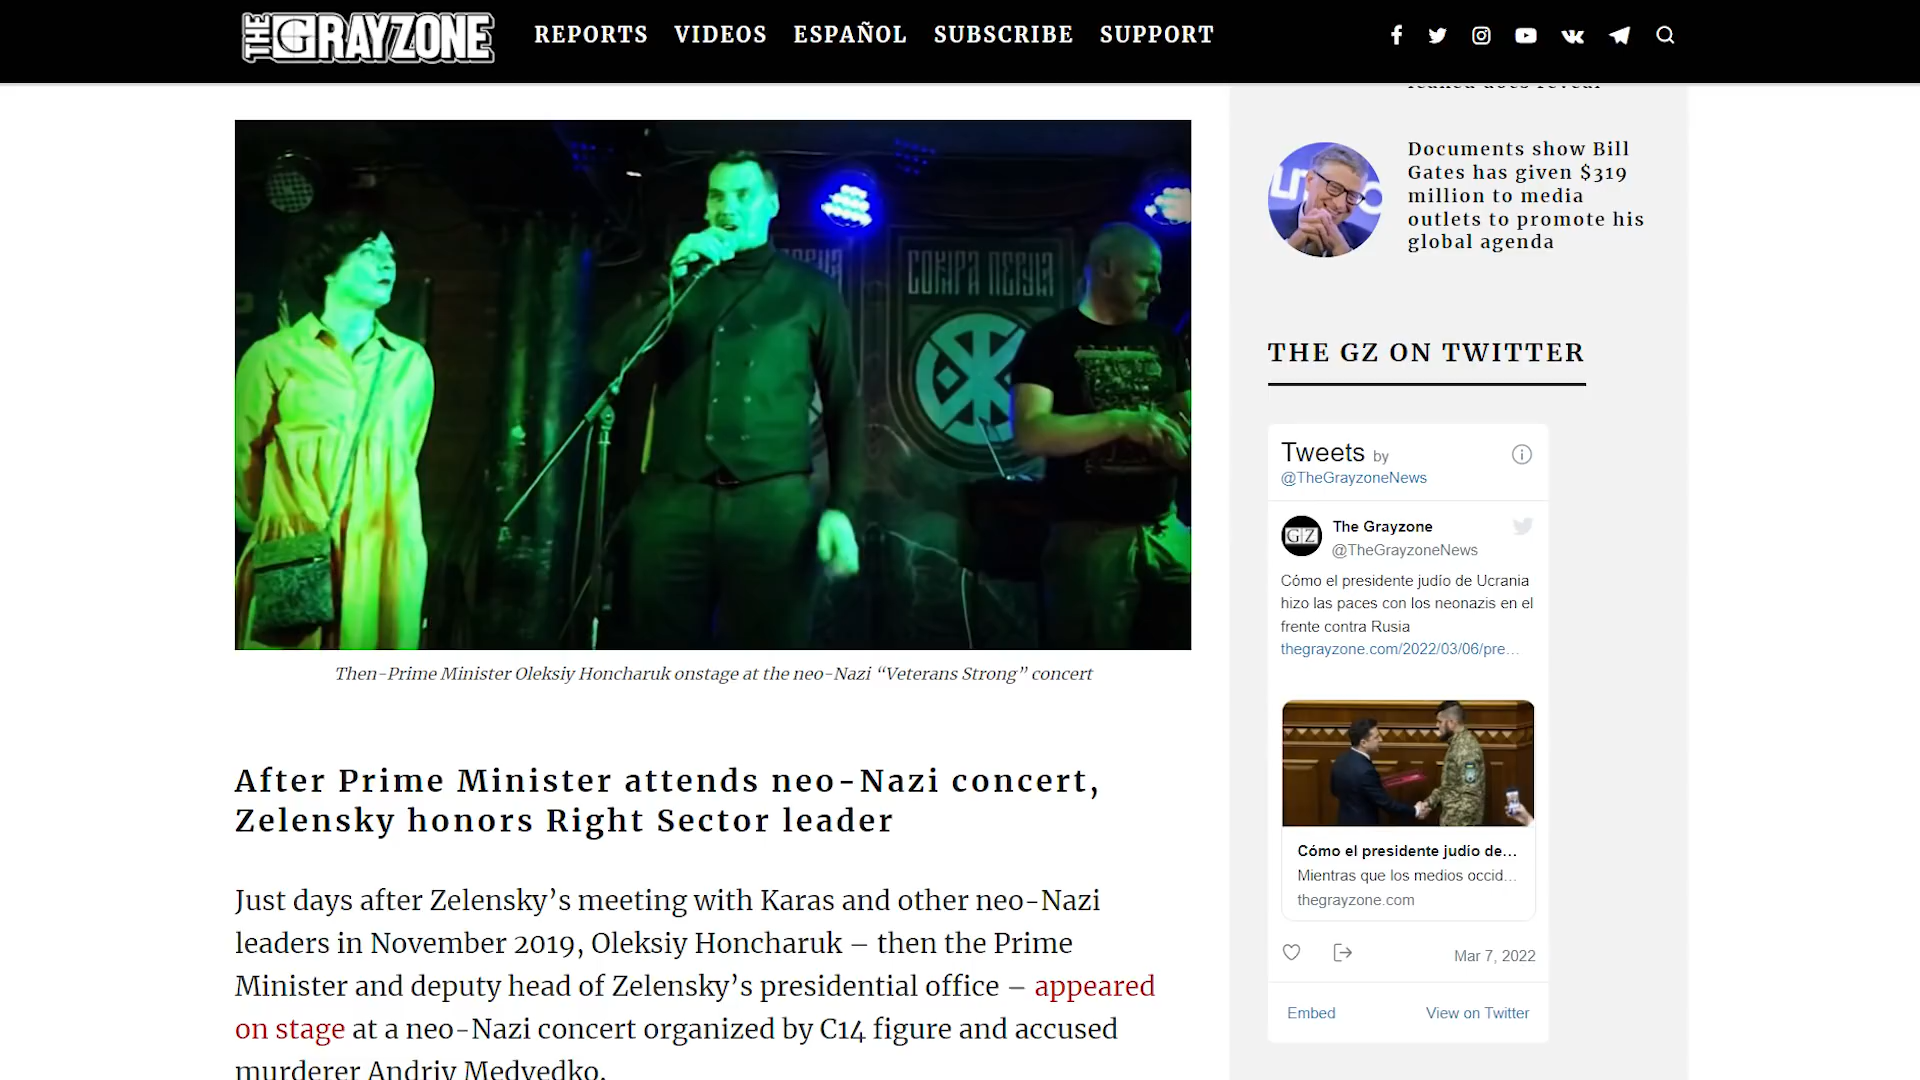 THE GRAYZONE
REPORTS VIDEOS ESPAÑOL SUBSCRIBE SUPPORT
leaked docs reveal
Documents show Bill
Gates has given $319
million to media
outlets to promote his
global agenda
СОКИРА ПЕРУНА
THE GZ ON TWITTER
Tweets by
@TheGrayzoneNews
GZ
The Grayzone
@TheGrayzoneNews
Cómo el presidente judío de Ucrania
hizo las paces con los neonazis en el
frente contra Rusia
thegrayzone.com/2022/03/06/pre…
Cómo el presidente judío de…
Mientras que los medios occid…
thegrayzone.com
Mar 7, 2022
Embed
View on Twitter
Then-Prime Minister Oleksiy Honcharuk onstage at the neo-Nazi “Veterans Strong” concert
After Prime Minister attends neo-Nazi concert,
Zelensky honors Right Sector leader
Just days after Zelensky’s meeting with Karas and other neo-Nazi
leaders in November 2019, Oleksiy Honcharuk – then the Prime
Minister and deputy head of Zelensky’s presidential office – appeared
on stage at a neo-Nazi concert organized by C14 figure and accused
murderer Andriy Medvedko.